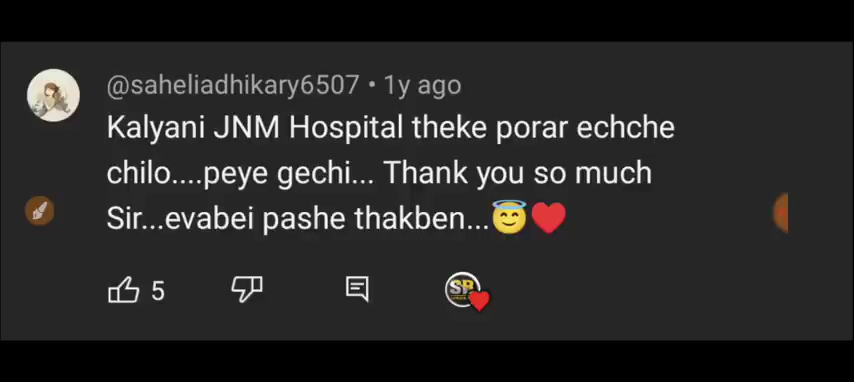 @saheliadhikary6507 • 1y ago
Kalyani JNM Hospital theke porar echche
chilo....peye gechi... Thank you so much
Sir...evabei pashe thakben...😇❤️
5
SR